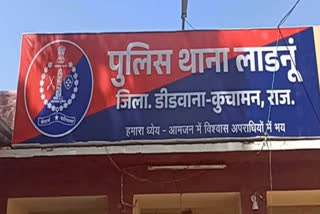 पुलिस थाना लाडनूं
जिला. डीडवाना-कुचामन, राज.
हमारा ध्येय - आमजन में विश्वास अपराधियों में भय